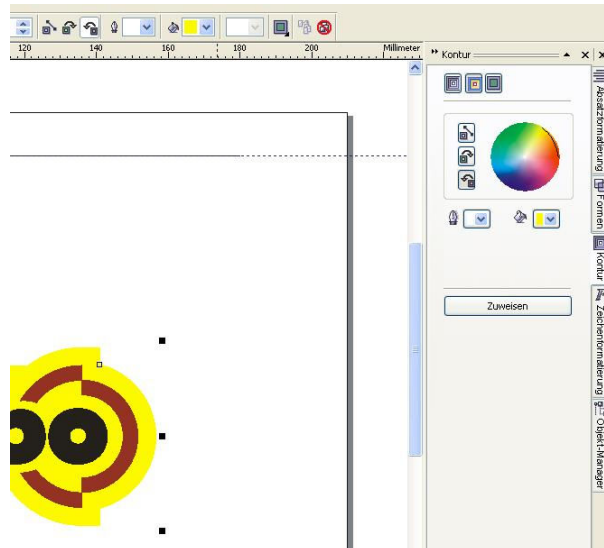 120 140 160 180 200 Millimeter
Kontur
Absatzformatierung
Formen
Kontur
Zeichenformatierung
Objekt-Manager
Zuweisen